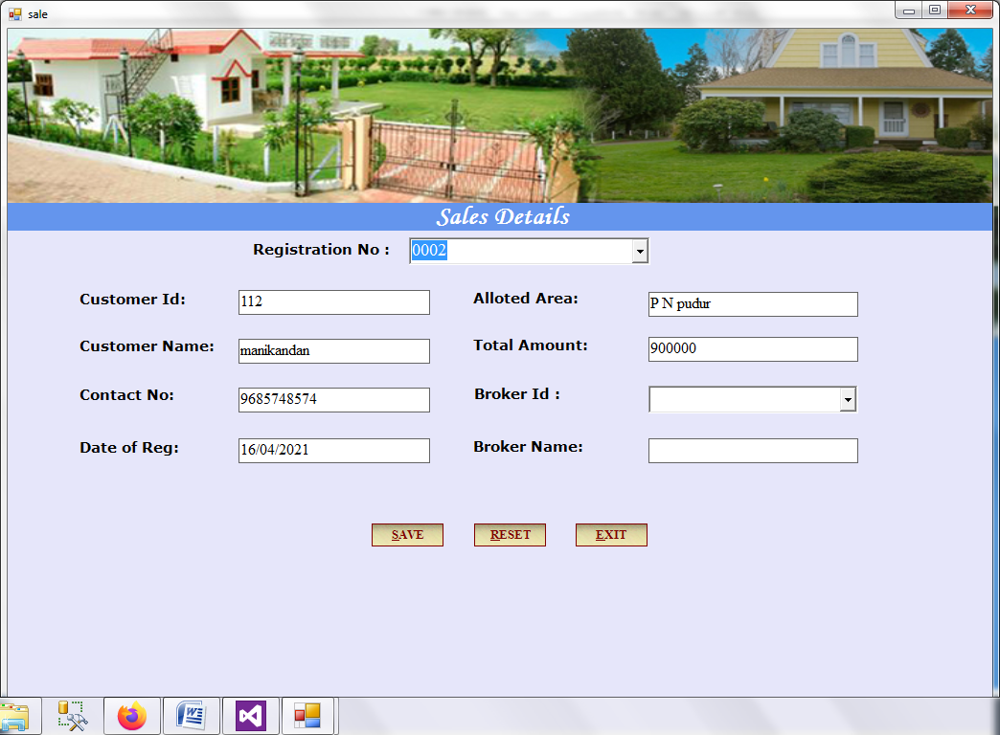 sale
Sales Details
Registration No : 0002
Customer Id: 112 Alloted Area: P N pudur
Customer Name: manikandan Total Amount: 900000
Contact No: 9685748574 Broker Id :
Date of Reg: 16/04/2021 Broker Name:
SAVE RESET EXIT